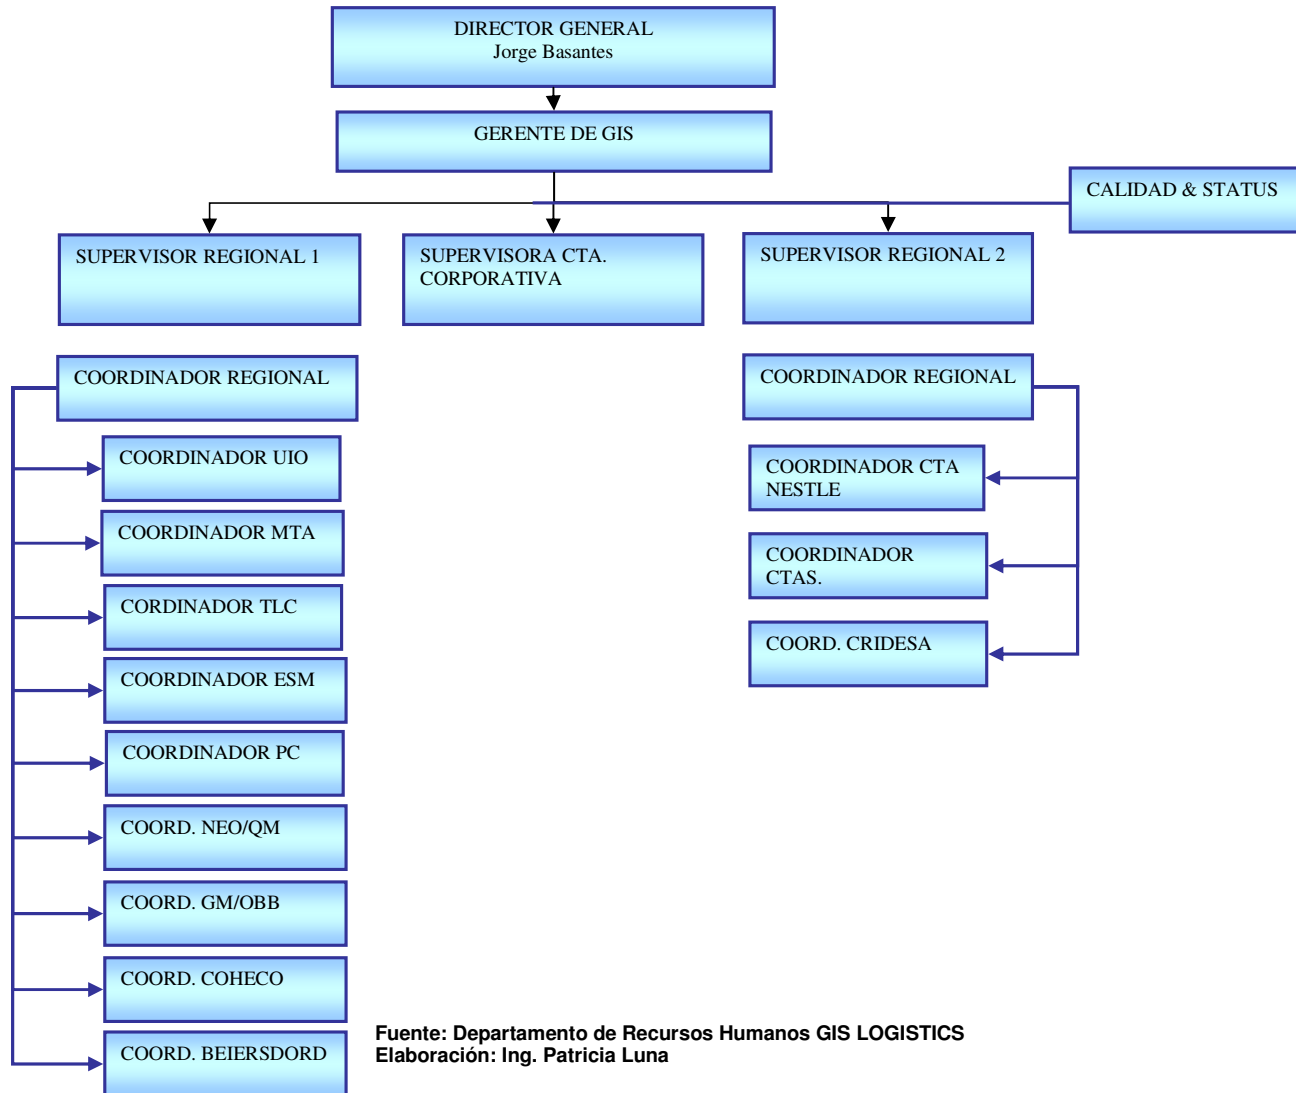 DIRECTOR GENERAL
Jorge Basantes
GERENTE DE GIS
CALIDAD & STATUS
SUPERVISOR REGIONAL 1
SUPERVISORA CTA.
CORPORATIVA
SUPERVISOR REGIONAL 2
COORDINADOR REGIONAL
COORDINADOR UIO
COORDINADOR MTA
CORDINADOR TLC
COORDINADOR ESM
COORDINADOR PC
COORD. NEO/QM
COORD. GM/OBB
COORD. COHECO
COORD. BEIERSDORD
COORDINADOR REGIONAL
COORDINADOR CTA
NESTLE
COORDINADOR
CTAS.
COORD. CRIDESA
Fuente: Departamento de Recursos Humanos GIS LOGISTICS
Elaboración: Ing. Patricia Luna